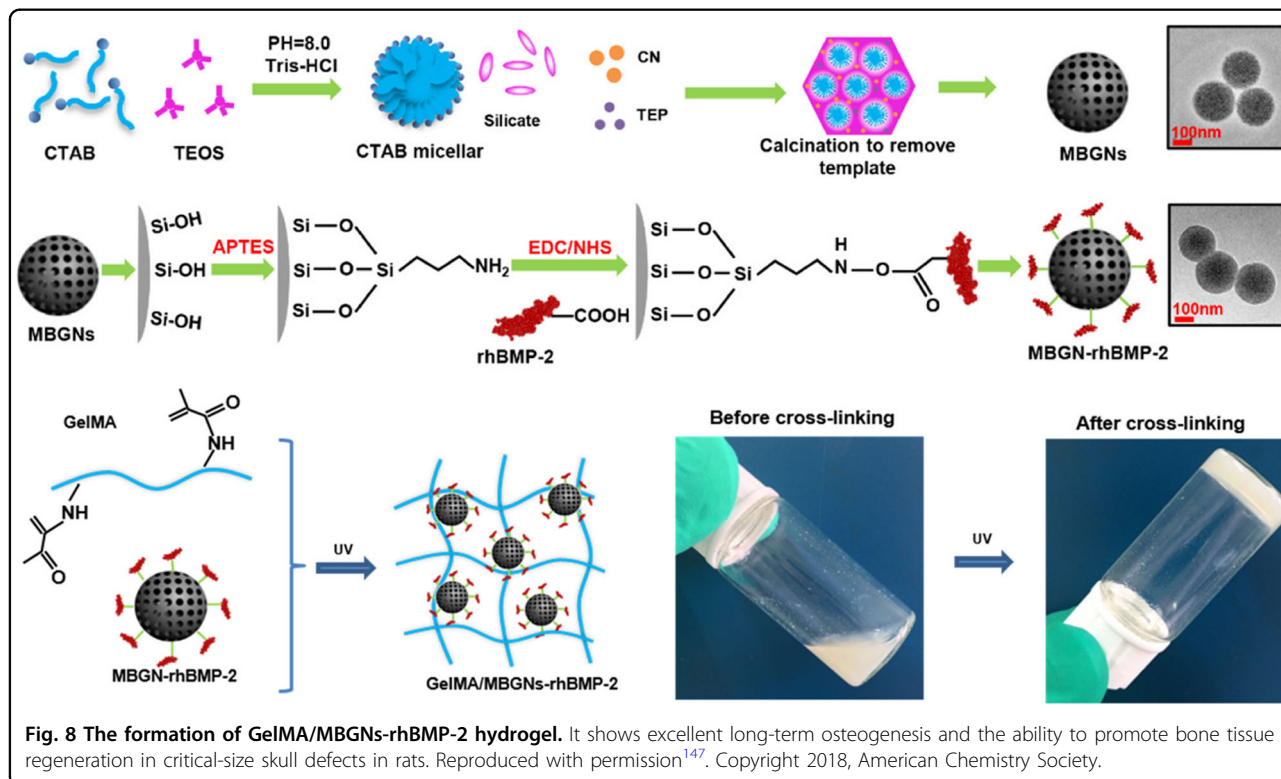 PH=8.0
Tris-HCl
CN
TEP
Silicate
CTAB
TEOS
CTAB micellar
Calcination to remove
template
MBGNs
100nm
Si-OH
Si-OH
Si-OH
MBGNs
APTES
Si—O
Si—O—Si
Si—O
NH2
EDC/NHS
COOH
rhBMP-2
Si—O
Si—O—Si
Si—O
H
N
O
O
MBGN-rhBMP-2
100nm
GelMA
O
NH
NH
O
MBGN-rhBMP-2
UV
GelMA/MBGNs-rhBMP-2
Before cross-linking
UV
After cross-linking
Fig. 8 The formation of GelMA/MBGNs-rhBMP-2 hydrogel. It shows excellent long-term osteogenesis and the ability to promote bone tissue
regeneration in critical-size skull defects in rats. Reproduced with permission147. Copyright 2018, American Chemistry Society.